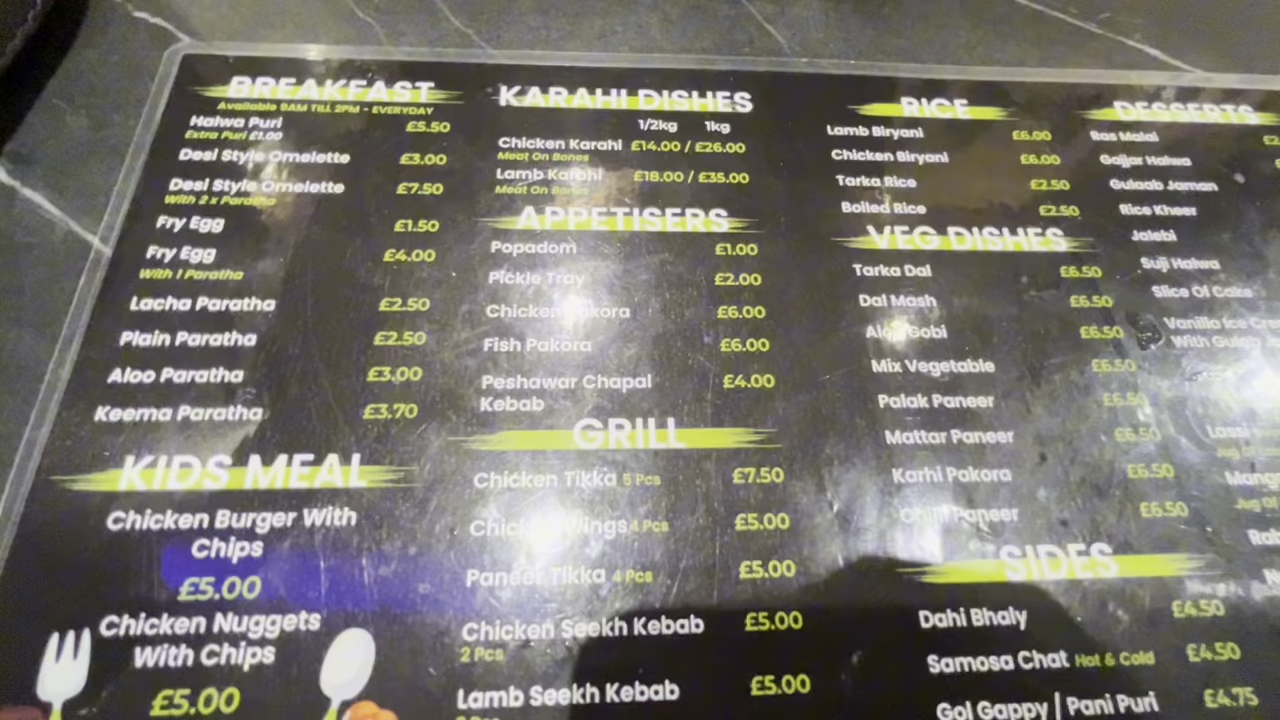 BREAKFAST
Available 9AM TILL 2PM - EVERYDAY
Halwa Puri £5.50
Extra Puri £1.00
Desi Style Omelette £3.00
Desi Style Omelette £7.50
With 2 x Paratha
Fry Egg £1.50
Fry Egg £4.00
With 1 Paratha
Lacha Paratha £2.50
Plain Paratha £2.50
Aloo Paratha £3.00
Keema Paratha £3.70
KIDS MEAL
Chicken Burger With
Chips
£5.00
Chicken Nuggets
With Chips
£5.00
KARAHI DISHES
1/2kg 1kg
Chicken Karahi £14.00 / £26.00
Meat On Bones
Lamb Karahi £18.00 / £35.00
Meat On Bones
APPETISERS
Popadom £1.00
Pickle Tray £2.00
Chicken Pakora £6.00
Fish Pakora £6.00
Peshawar Chapal £4.00
Kebab
GRILL
Chicken Tikka 5 Pcs £7.50
Chicken Wings 4 Pcs £5.00
Paneer Tikka 4 Pcs £5.00
Chicken Seekh Kebab £5.00
2 Pcs
Lamb Seekh Kebab £5.00
RICE
Lamb Biryani £6.00
Chicken Biryani £6.00
Tarka Rice £2.50
Boiled Rice £2.50
VEG DISHES
Tarka Dal £6.50
Dal Mash £6.50
Aloo Gobi £6.50
Mix Vegetable £6.50
Palak Paneer £6.50
Mattar Paneer £6.50
Karhi Pakora £6.50
Chilli Paneer £6.50
SIDES
Dahi Bhaly £4.50
Samosa Chat Hot & Cold £4.50
Gol Gappy / Pani Puri £4.75
DESSERTS
Ras Malai
Gajjar Halwa
Gulaab Jaman
Rice Kheer
Jalebi
Suji Halwa
Slice Of Cake
Vanilla Ice
With
Lassi
Jug Of